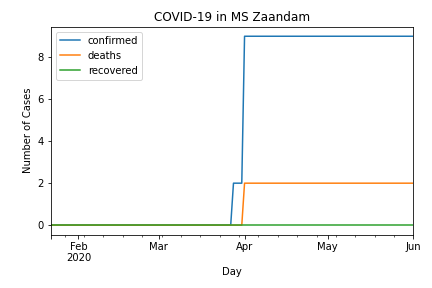 COVID-19 in MS Zaandam
confirmed
deaths
recovered
Number of Cases
8
6
4
2
0
Feb
2020
Mar
Apr
May
Jun
Day